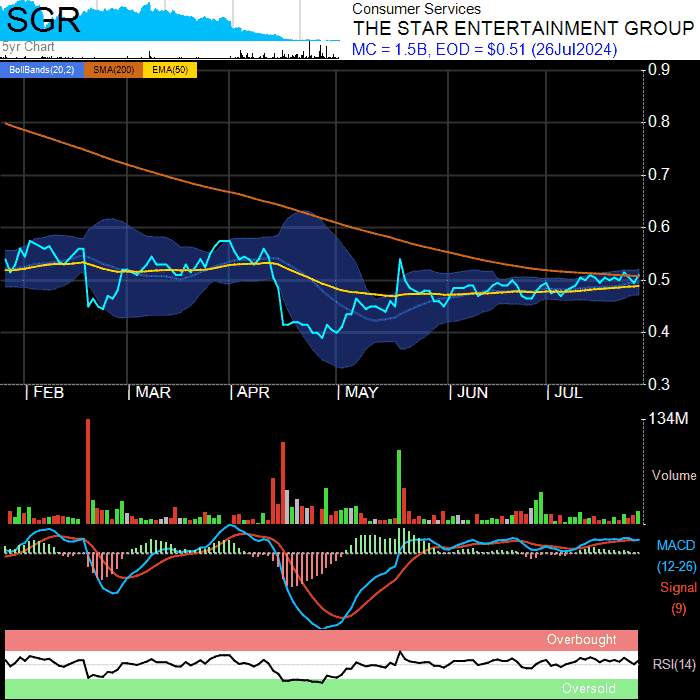 SGR
5yr Chart
Consumer Services
THE STAR ENTERTAINMENT GROUP
MC = 1.5B, EOD = $0.51 (26Jul2024)
BollBands(20,2) SMA(200) EMA(50)
0.9
0.8
0.7
0.6
0.5
0.4
0.3
FEB MAR APR MAY JUN JUL
134M
Volume
MACD
(12-26)
Signal
(9)
Overbought
RSI(14)
Oversold